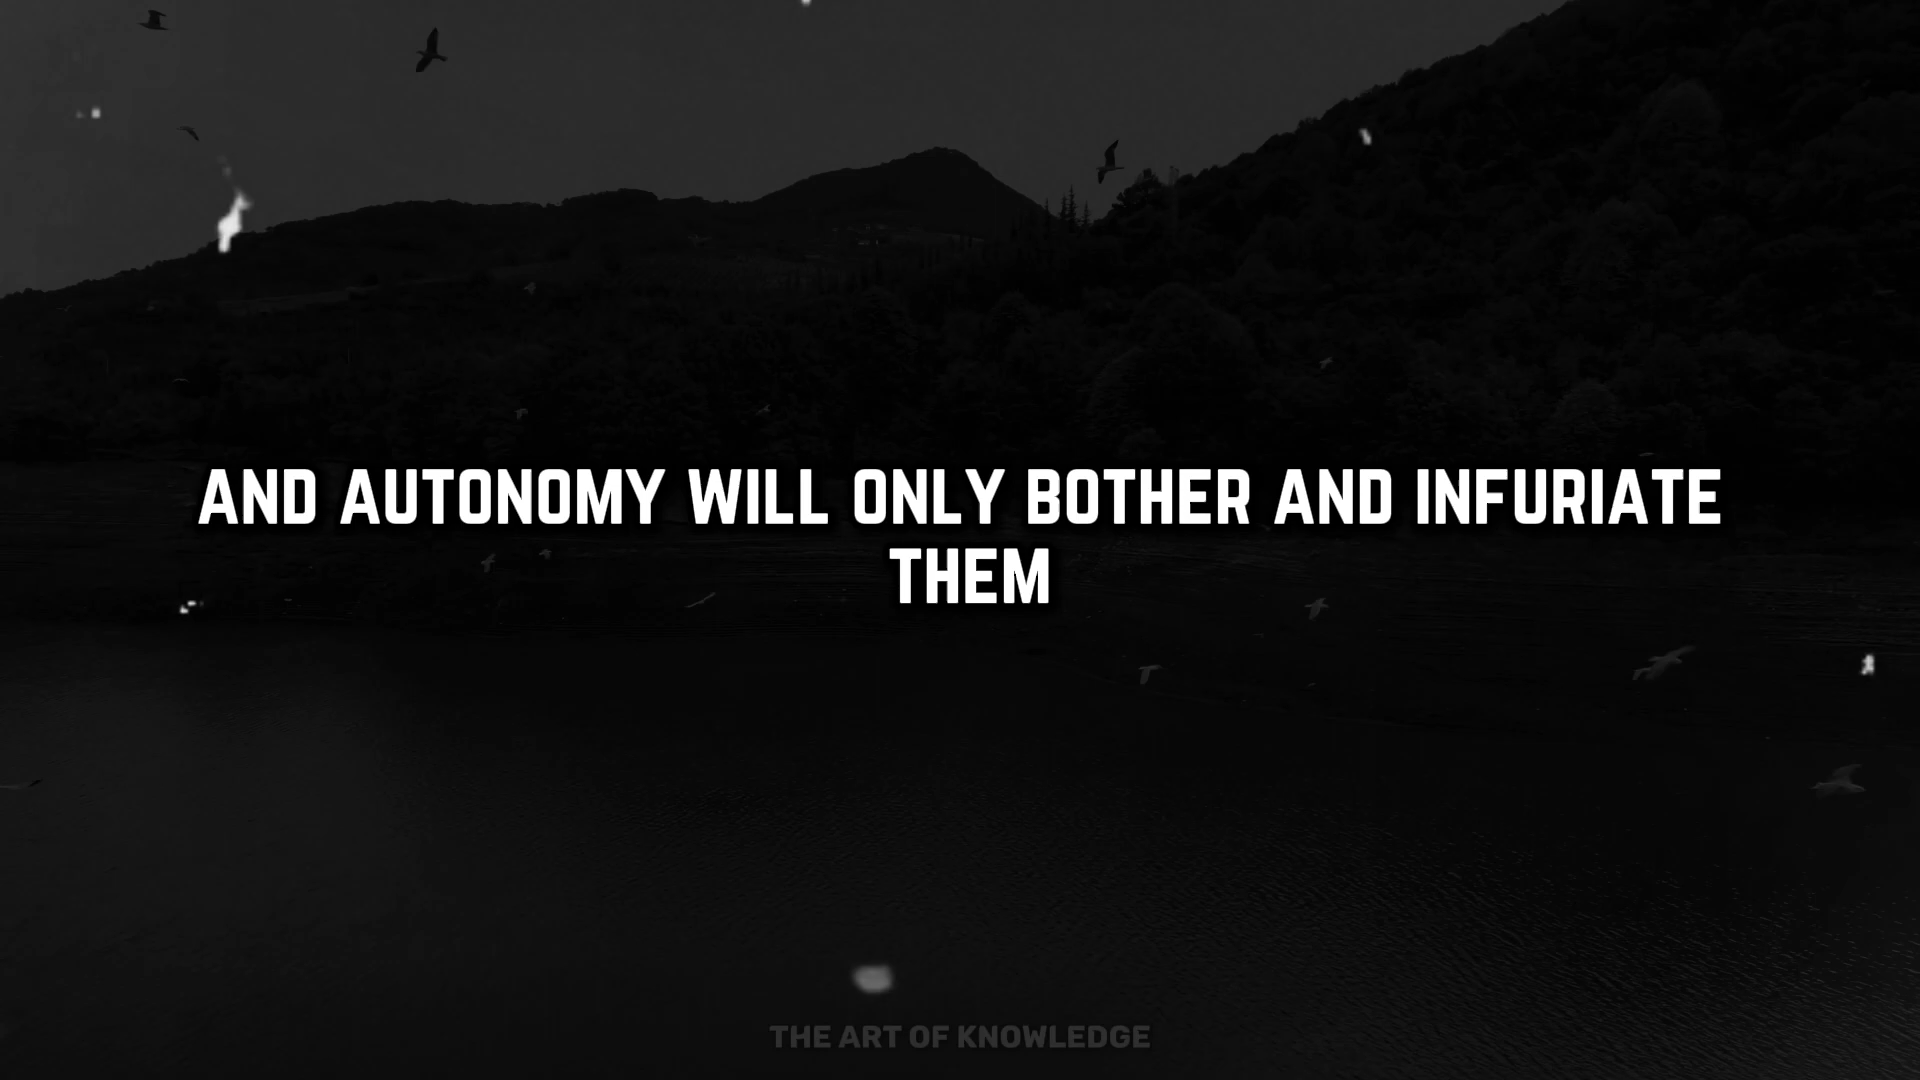 AND AUTONOMY WILL ONLY BOTHER AND INFURIATE
THEM
THE ART OF KNOWLEDGE